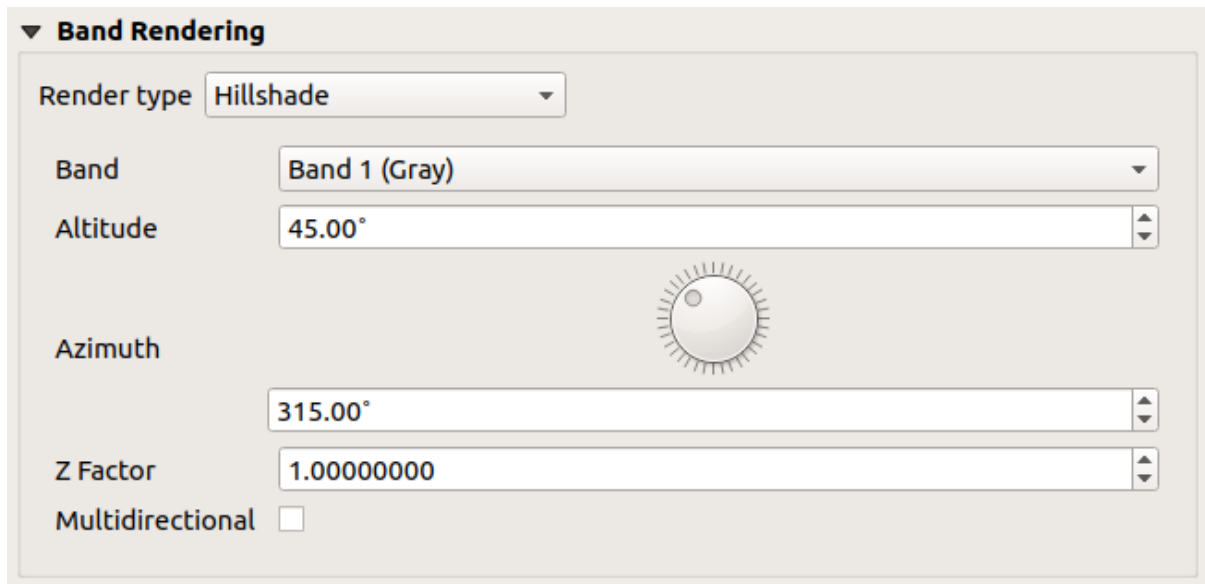 Band Rendering
Render type Hillshade
Band Band 1 (Gray)
Altitude 45.00°
Azimuth
315.00°
Z Factor 1.00000000
Multidirectional